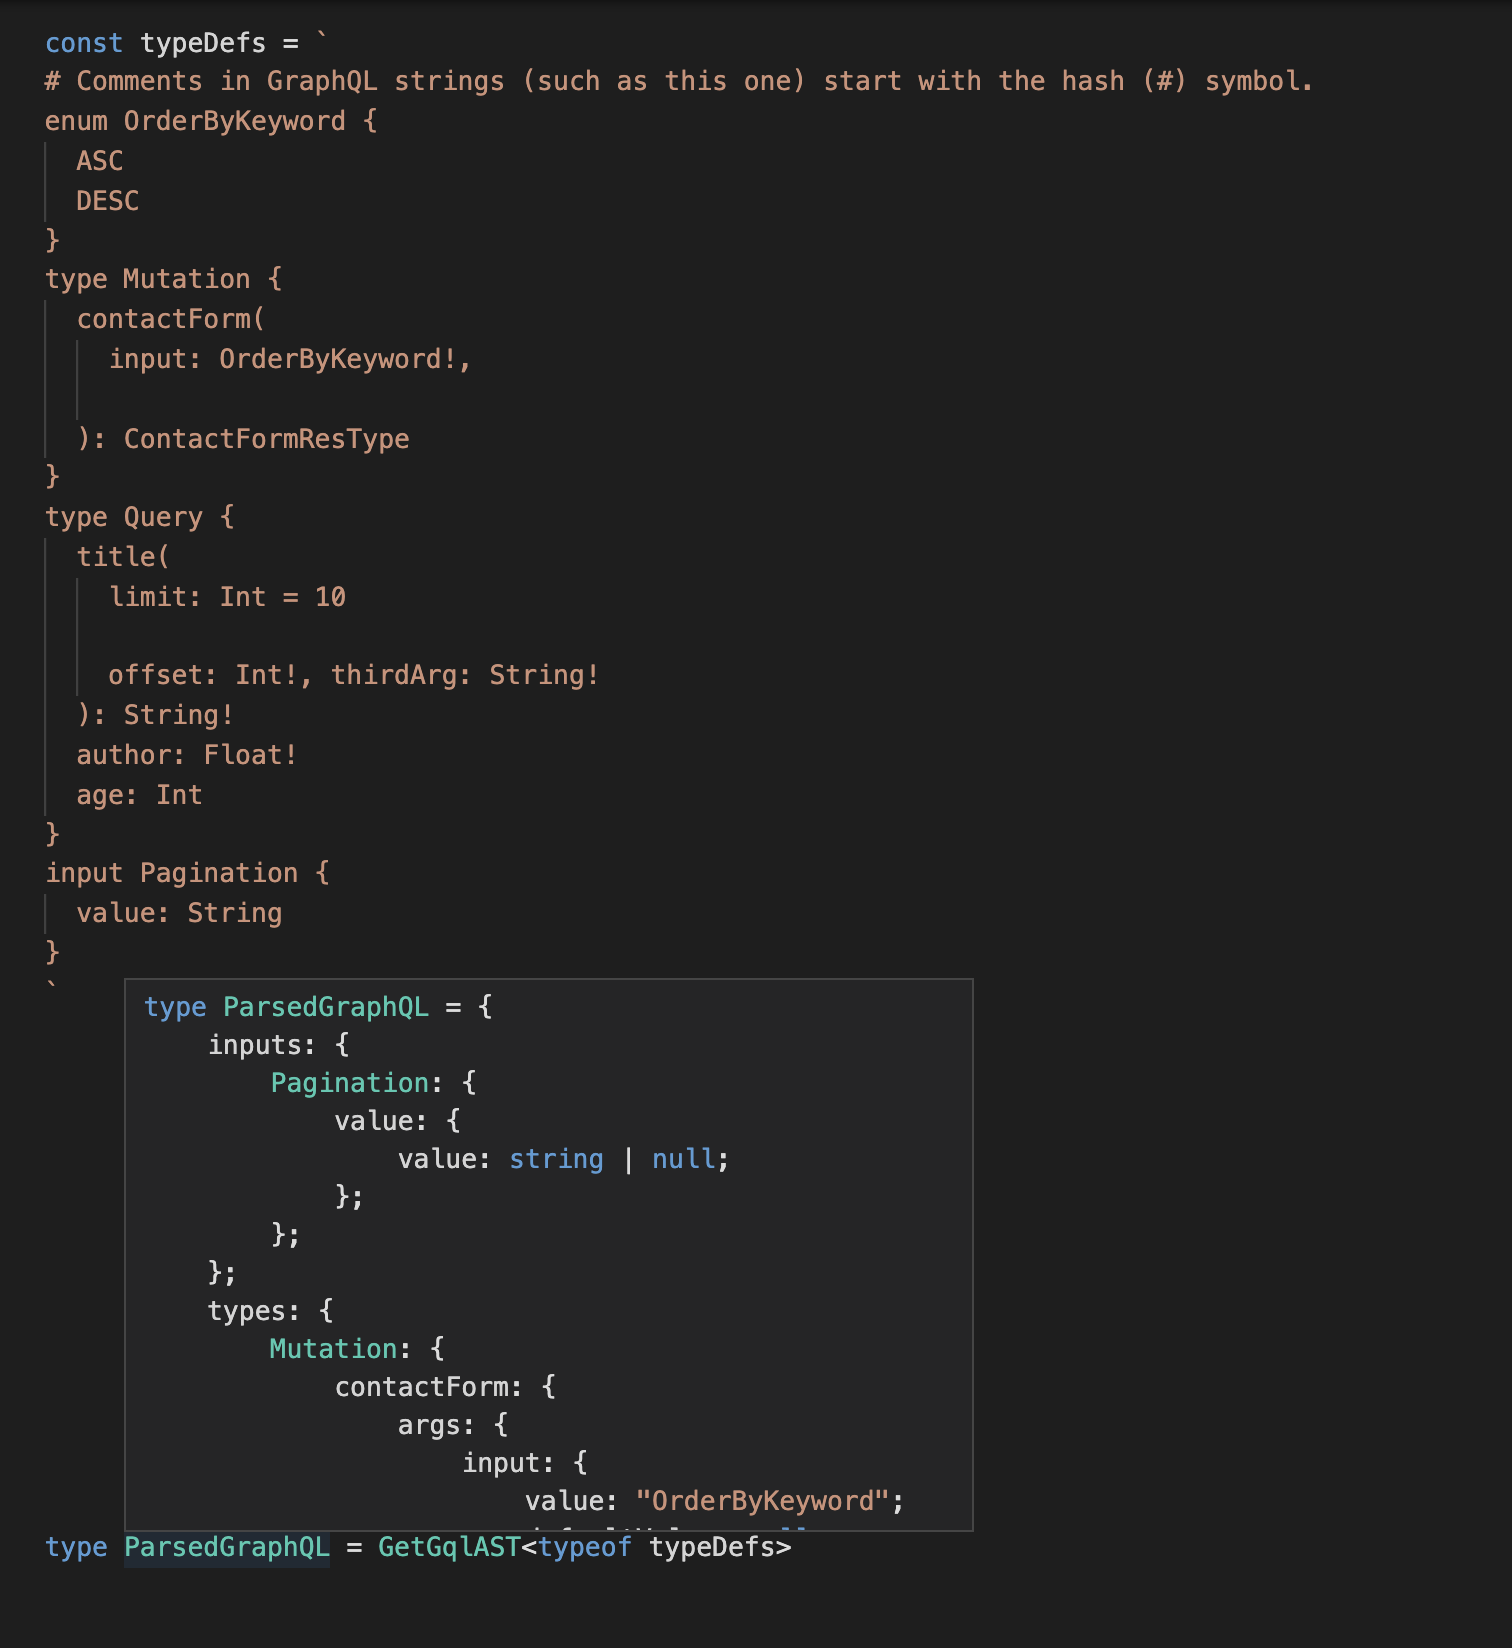 const typeDefs = `
# Comments in GraphQL strings (such as this one) start with the hash (#) symbol.
enum OrderByKeyword {
  ASC
  DESC
}
type Mutation {
  contactForm(
    input: OrderByKeyword!,

  ): ContactFormResType
}
type Query {
  title(
    limit: Int = 10

    offset: Int!, thirdArg: String!
  ): String!
  author: Float!
  age: Int
}
input Pagination {
  value: String
}
`
type ParsedGraphQL = {
    inputs: {
        Pagination: {
            value: {
                value: string | null;
            };
        };
    };
    types: {
        Mutation: {
            contactForm: {
                args: {
                    input: {
                        value: "OrderByKeyword";
type ParsedGraphQL = GetGqlAST<typeof typeDefs>